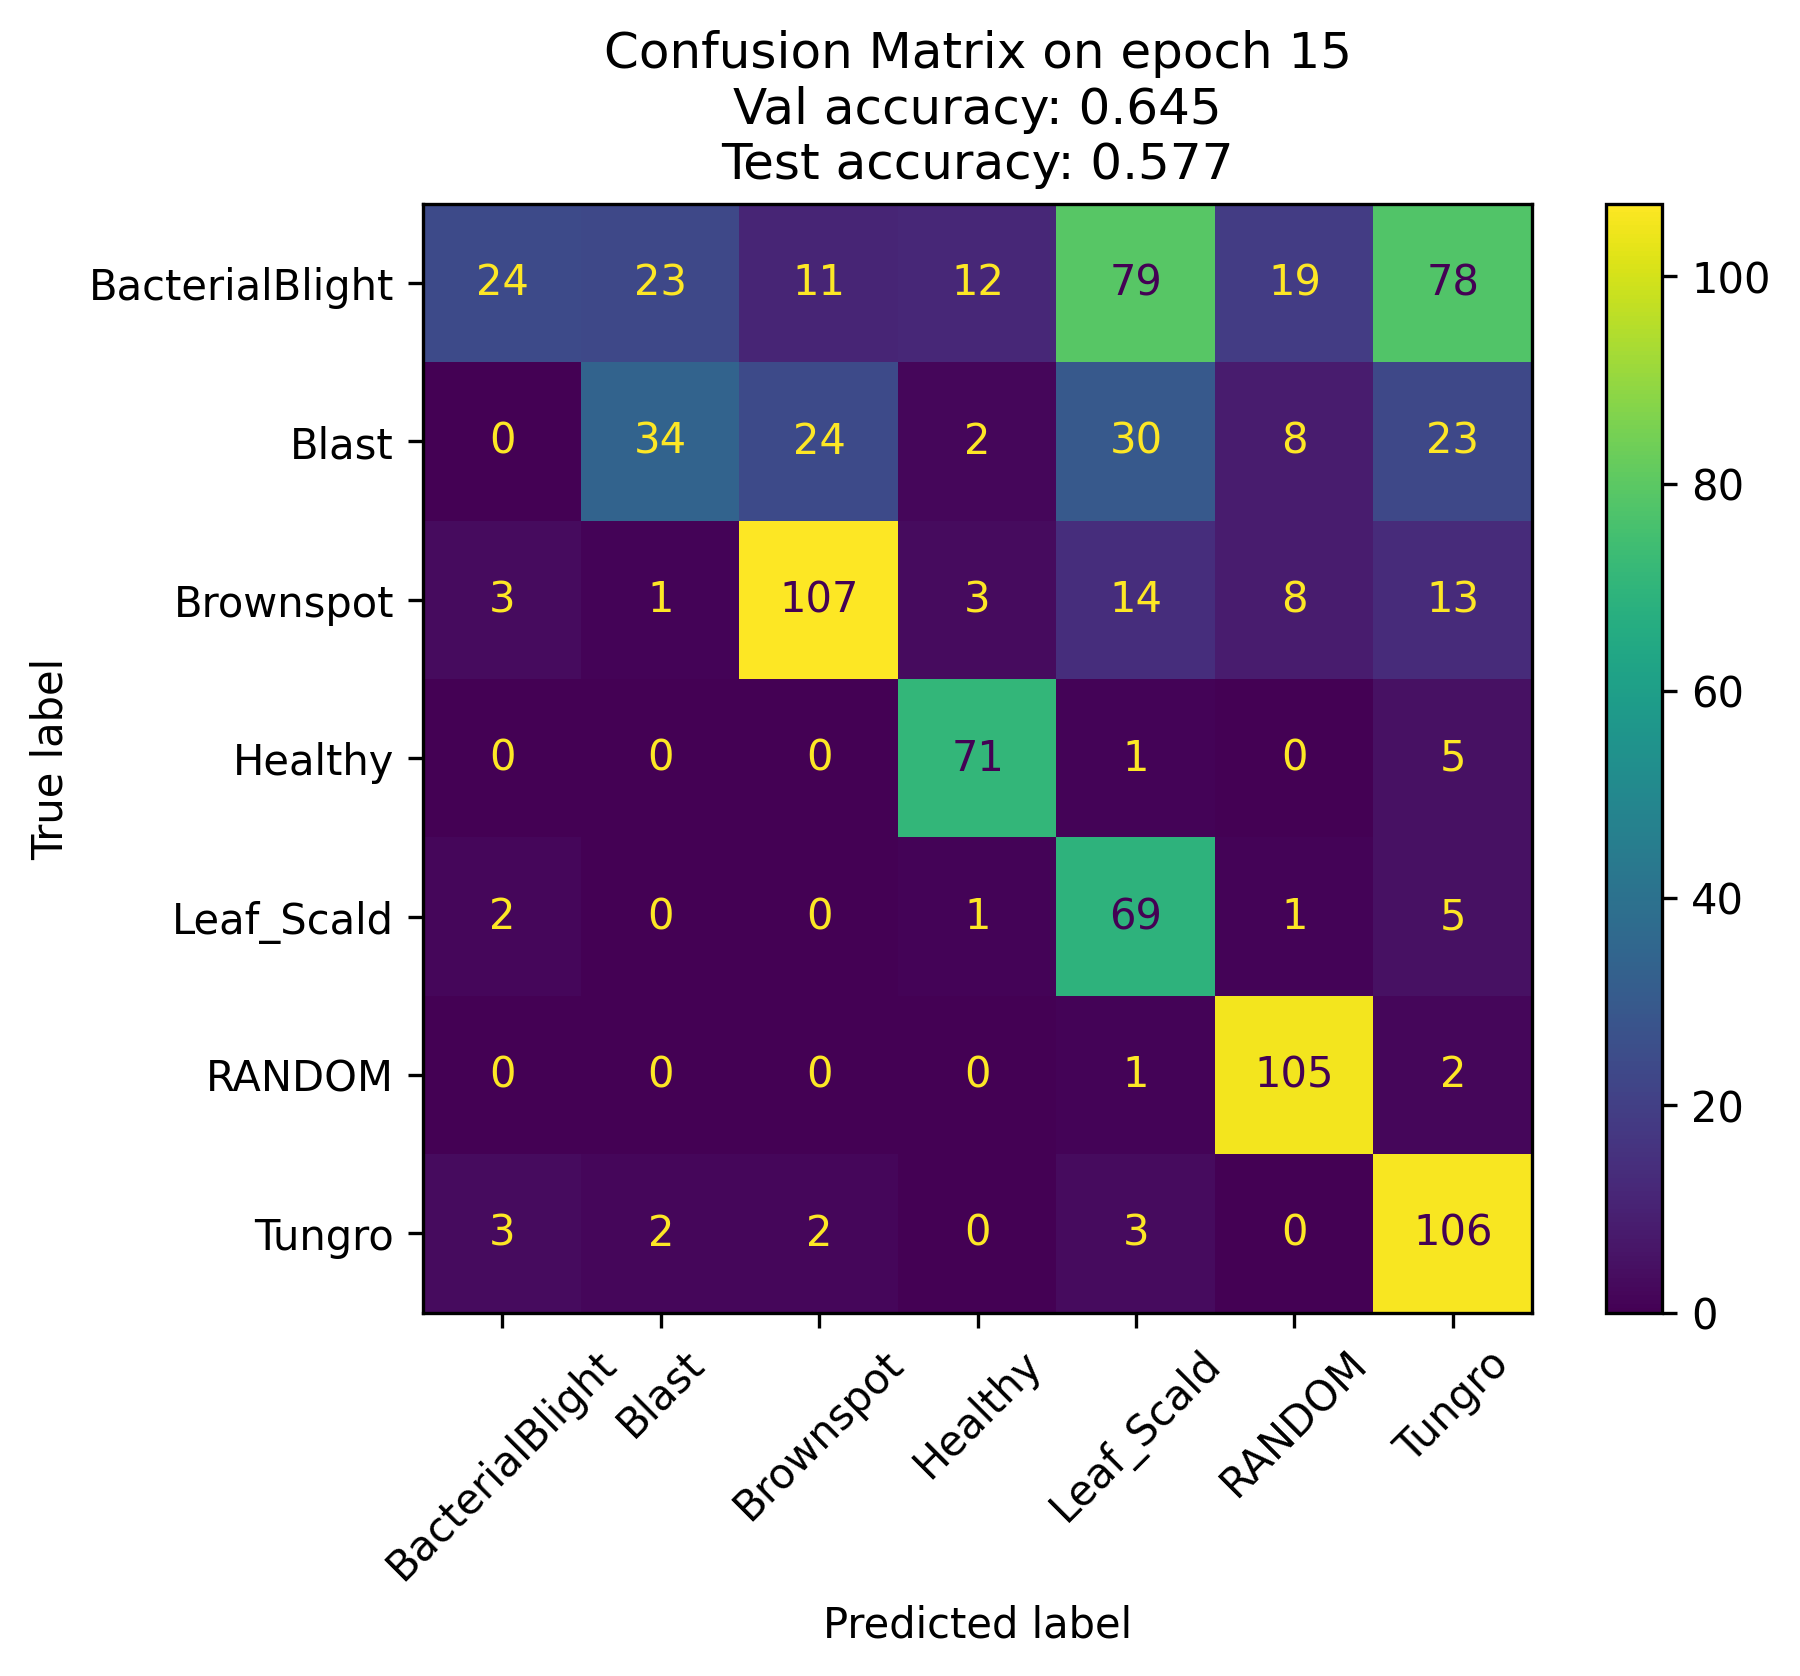 Confusion Matrix on epoch 15
Val accuracy: 0.645
Test accuracy: 0.577
True label
BacterialBlight 24 23 11 12 79 19 78
Blast 0 34 24 2 30 8 23
Brownspot 3 1 107 3 14 8 13
Healthy 0 0 0 71 1 0 5
Leaf_Scald 2 0 0 1 69 1 5
RANDOM 0 0 0 0 1 105 2
Tungro 3 2 2 0 3 0 106
BacterialBlight Blast Brownspot Healthy Leaf_Scald RANDOM Tungro
Predicted label
100
80
60
40
20
0